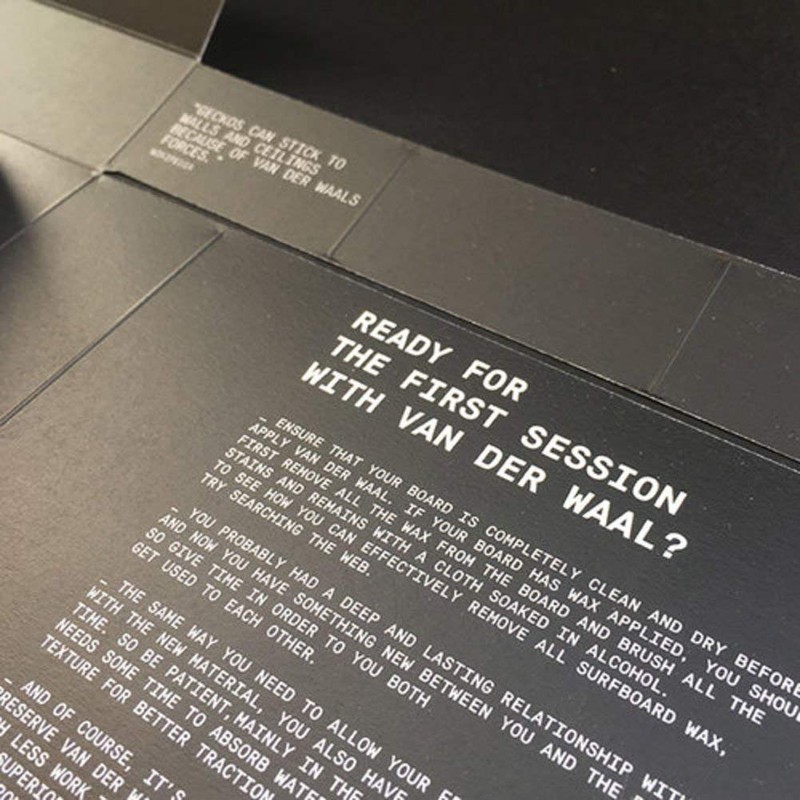 "GECKOS CAN STICK TO
WALLS AND CEILINGS
BECAUSE OF VAN DER WAALS
FORCES."
READY FOR
THE FIRST SESSION
WITH VAN DER WAAL?
– ENSURE THAT YOUR BOARD IS COMPLETELY CLEAN AND DRY BEFORE
APPLY VAN DER WAAL. IF YOUR BOARD HAS WAX APPLIED, YOU SHOUL
FIRST REMOVE ALL THE WAX FROM THE BOARD AND BRUSH ALL THE
STAINS AND REMAINS WITH A CLOTH SOAKED IN ALCOHOL.
TO SEE HOW YOU CAN EFFECTIVELY REMOVE ALL SURFBOARD WAX,
TRY SEARCHING THE WEB.
– YOU PROBABLY HAD A DEEP AND LASTING RELATIONSHIP WITH
AND NOW YOU HAVE SOMETHING NEW BETWEEN YOU AND THE
SO GIVE TIME IN ORDER TO YOU BOTH
GET USED TO EACH OTHER.
– THE SAME WAY YOU NEED TO ALLOW YOUR
WITH THE NEW MATERIAL, YOU ALSO HAVE
TIME. SO BE PATIENT, MAINLY IN THE
NEEDS SOME TIME TO ABSORB WATE
TEXTURE FOR BETTER TRACTION
– AND OF COURSE, IT'S
PRESERVE VAN DER WA
H LESS WORK –
SUPERIO